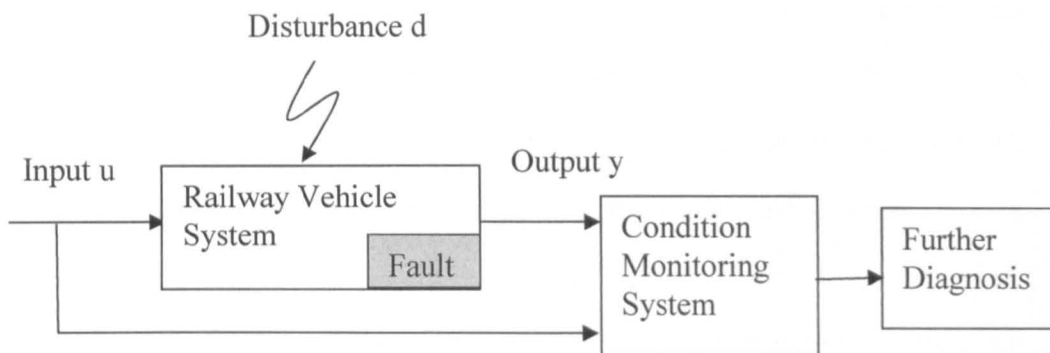 Disturbance d
Input u
Railway Vehicle
System
Fault
Output y
Condition
Monitoring
System
Further
Diagnosis